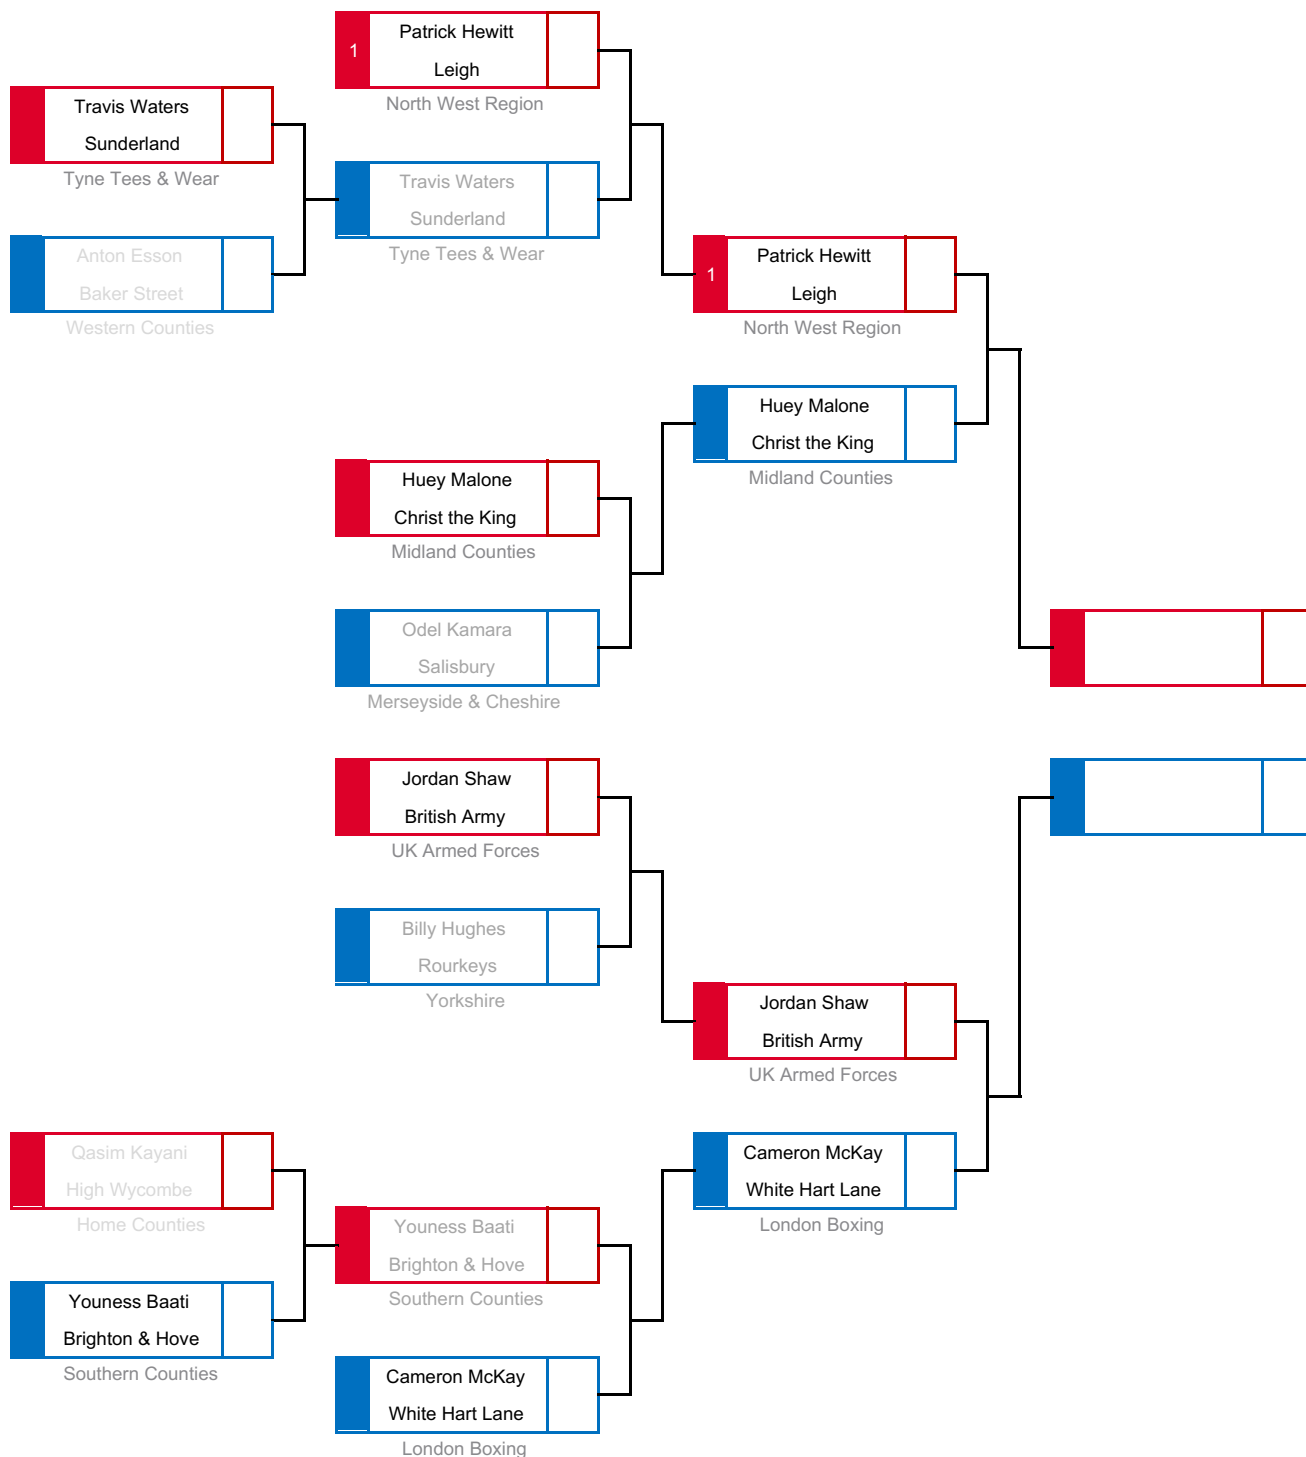 1
Patrick Hewitt
Leigh
North West Region
Travis Waters
Sunderland
Tyne Tees & Wear
Travis Waters
Sunderland
Tyne Tees & Wear
Anton Esson
Baker Street
Western Counties
1
Patrick Hewitt
Leigh
North West Region
Huey Malone
Christ the King
Midland Counties
Huey Malone
Christ the King
Midland Counties
Odel Kamara
Salisbury
Merseyside & Cheshire
Jordan Shaw
British Army
UK Armed Forces
Billy Hughes
Rourkeys
Yorkshire
Jordan Shaw
British Army
UK Armed Forces
Qasim Kayani
High Wycombe
Home Counties
Cameron McKay
White Hart Lane
London Boxing
Youness Baati
Brighton & Hove
Southern Counties
Youness Baati
Brighton & Hove
Southern Counties
Cameron McKay
White Hart Lane
London Boxing